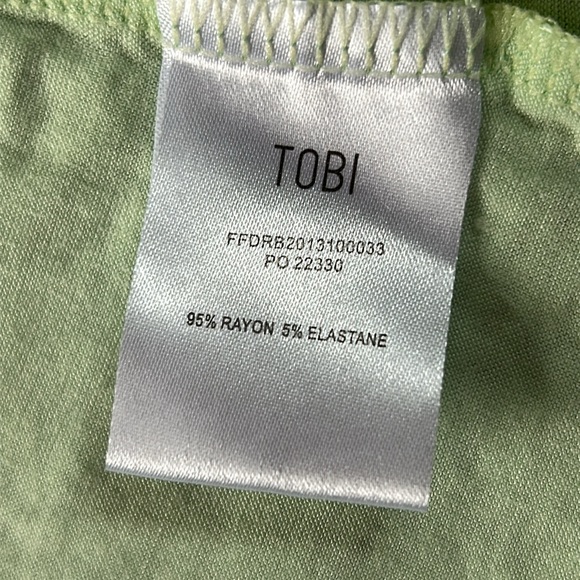 TOBI
FFDRB2013100033
PO 22330
95% RAYON 5% ELASTANE